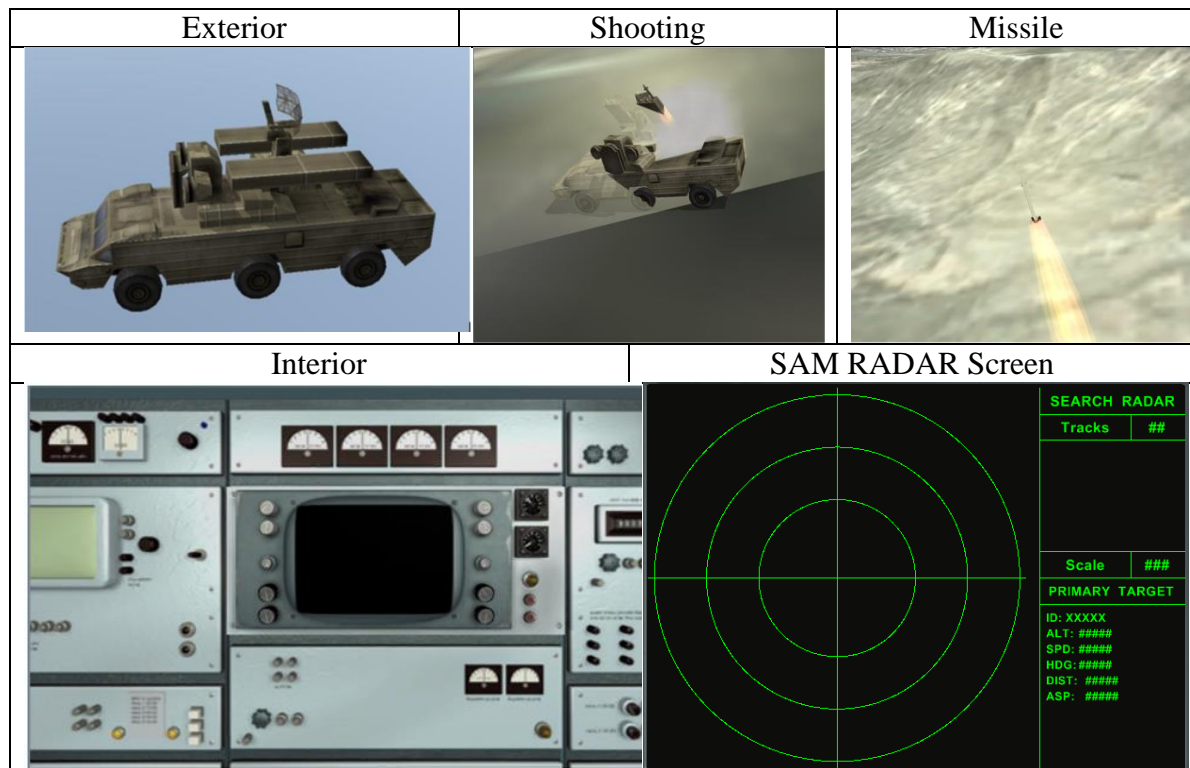 Exterior
Shooting
Missile
Interior
SAM RADAR Screen
SEARCH RADAR
Tracks ##
Scale ###
PRIMARY TARGET
ID: XXXXX
ALT: #####
SPD: #####
HDG: #####
DIST: #####
ASP: #####